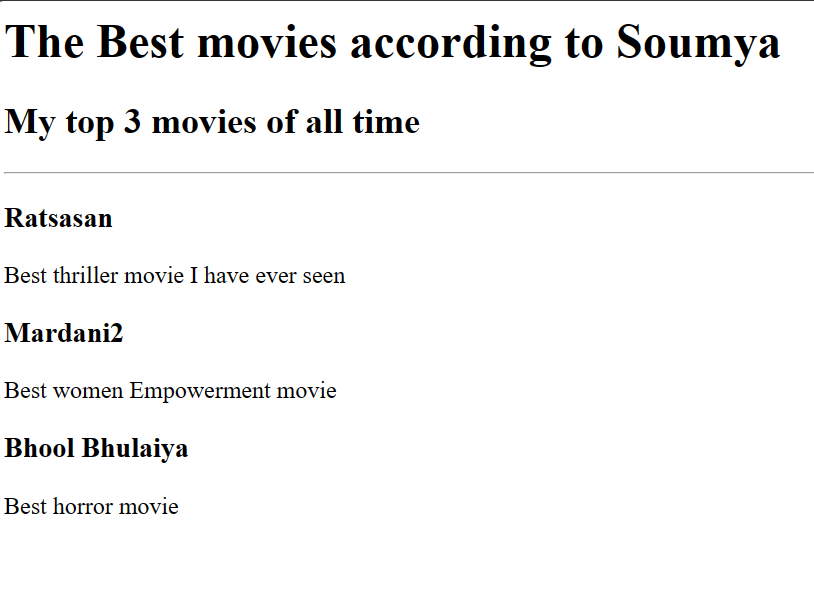 The Best movies according to Soumya
My top 3 movies of all time
Ratsasan
Best thriller movie I have ever seen
Mardani2
Best women Empowerment movie
Bhool Bhulaiya
Best horror movie